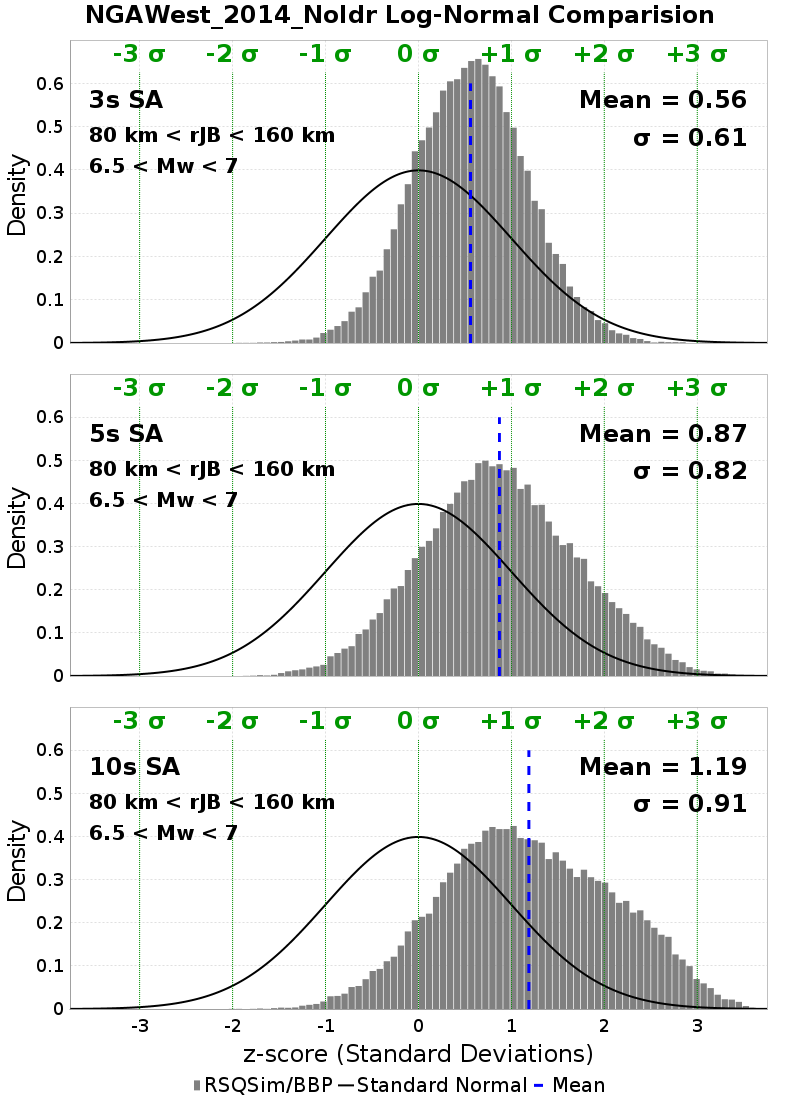 NGAWest_2014_NoIdr Log-Normal Comparision
-3 σ -2 σ -1 σ 0 σ +1 σ +2 σ +3 σ
3s SA
80 km < rJB < 160 km
6.5 < Mw < 7
Mean = 0.56
σ = 0.61
0.6
0.5
0.4
0.3
0.2
0.1
0
Density
-3 σ -2 σ -1 σ 0 σ +1 σ +2 σ +3 σ
5s SA
80 km < rJB < 160 km
6.5 < Mw < 7
Mean = 0.87
σ = 0.82
0.6
0.5
0.4
0.3
0.2
0.1
0
Density
-3 σ -2 σ -1 σ 0 σ +1 σ +2 σ +3 σ
10s SA
80 km < rJB < 160 km
6.5 < Mw < 7
Mean = 1.19
σ = 0.91
0.6
0.5
0.4
0.3
0.2
0.1
0
Density
-3 -2 -1 0 1 2 3
z-score (Standard Deviations)
RSQSim/BBP Standard Normal Mean